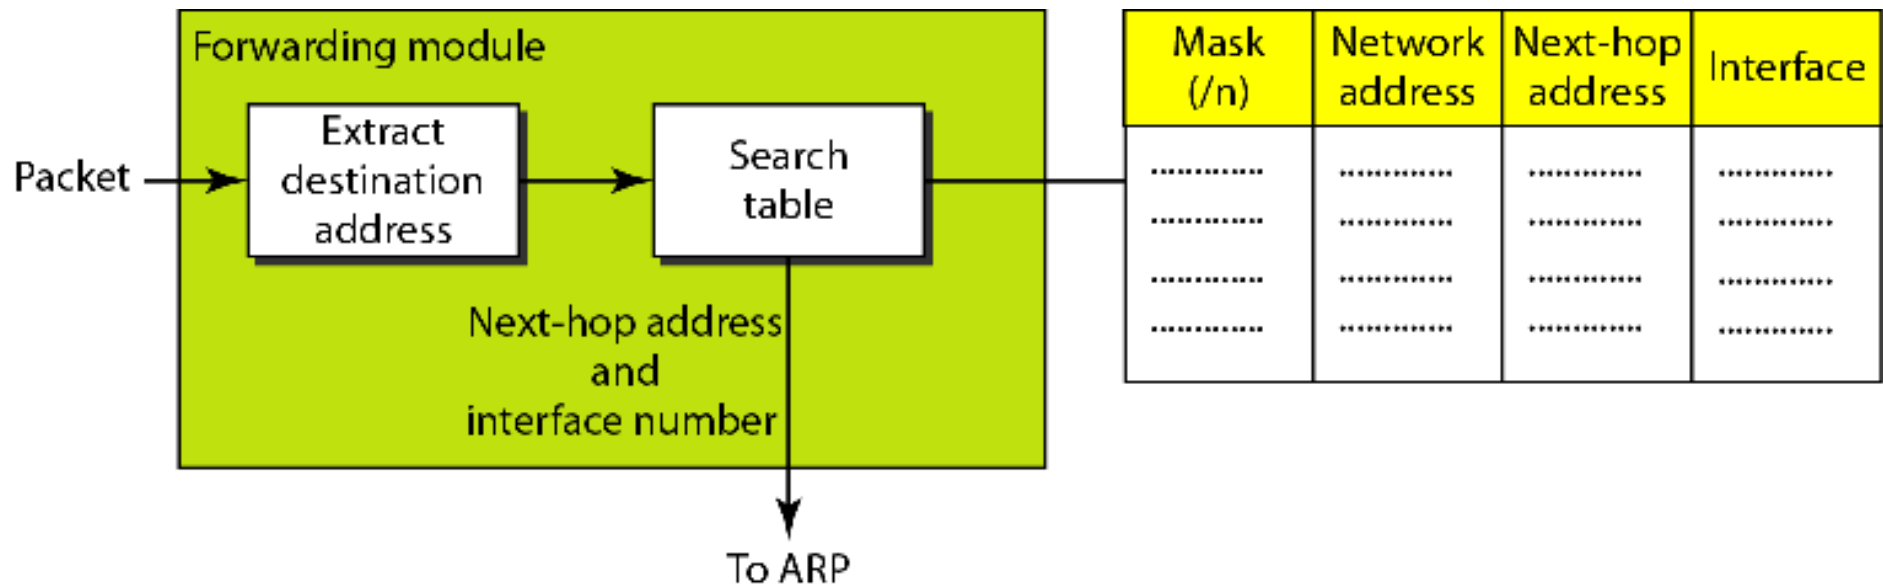 Forwarding module
Packet
Extract
destination
address
Search
table
Next-hop address
and
interface number
To ARP
Mask
(/n)
Network
address
Next-hop
address
Interface